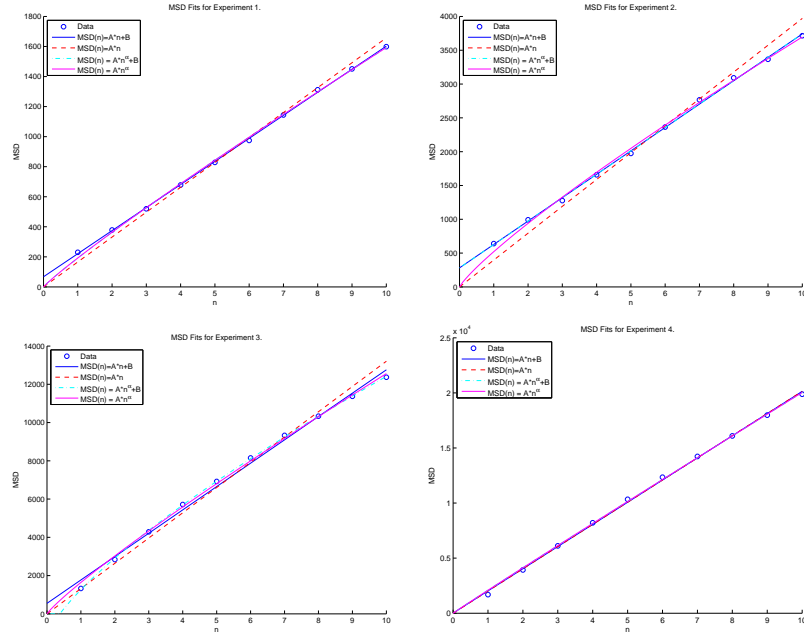 MSD Fits for Experiment 1.
1800
1600
1400
1200
1000
800
600
400
200
0
MSD
Data
MSD(n)=A*n+B
MSD(n)=A*n
MSD(n) = A*n^α+B
MSD(n) = A*n^α
0 1 2 3 4 5 6 7 8 9 10
n
MSD Fits for Experiment 2.
4000
3500
3000
2500
2000
1500
1000
500
0
MSD
Data
MSD(n)=A*n+B
MSD(n)=A*n
MSD(n) = A*n^α+B
MSD(n) = A*n^α
0 1 2 3 4 5 6 7 8 9 10
n
MSD Fits for Experiment 3.
14000
12000
10000
8000
6000
4000
2000
0
MSD
Data
MSD(n)=A*n+B
MSD(n)=A*n
MSD(n) = A*n^α+B
MSD(n) = A*n^α
0 1 2 3 4 5 6 7 8 9 10
n
MSD Fits for Experiment 4.
x 10^4
2.5
2
1.5
1
0.5
0
MSD
Data
MSD(n)=A*n+B
MSD(n)=A*n
MSD(n) = A*n^α+B
MSD(n) = A*n^α
0 1 2 3 4 5 6 7 8 9 10
n